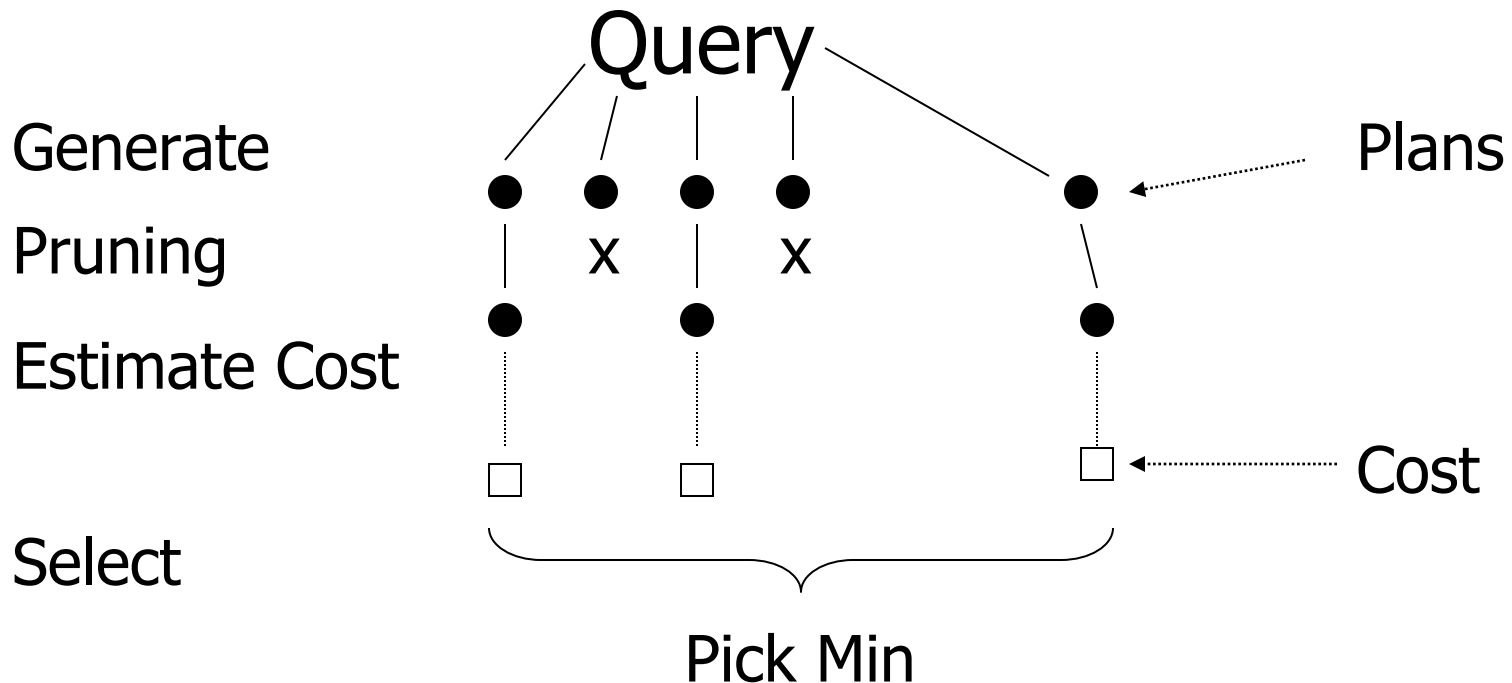 Query
Generate
Plans
Pruning
x
x
Estimate Cost
Cost
Select
Pick Min